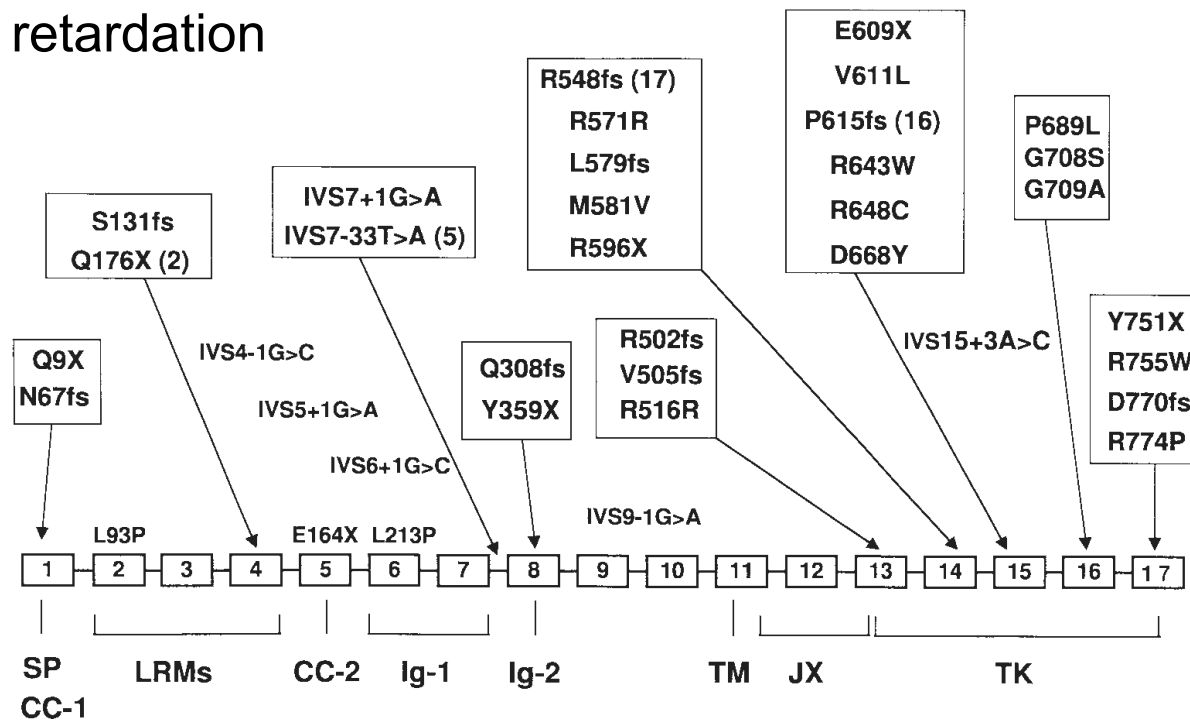 retardation
E609X
V611L
P615fs (16)
R643W
R648C
D668Y
R548fs (17)
R571R
L579fs
M581V
R596X
P689L
G708S
G709A
IVS7+1G>A
IVS7-33T>A (5)
S131fs
Q176X (2)
Y751X
R755W
D770fs
R774P
R502fs
V505fs
R516R
IVS15+3A>C
Q9X
N67fs
IVS4-1G>C
Q308fs
Y359X
IVS5+1G>A
IVS6+1G>C
IVS9-1G>A
L93P
E164X
L213P
1 2 3 4 5 6 7 8 9 10 11 12 13 14 15 16 17
SP LRMs CC-2 Ig-1 Ig-2 TM JX TK
CC-1